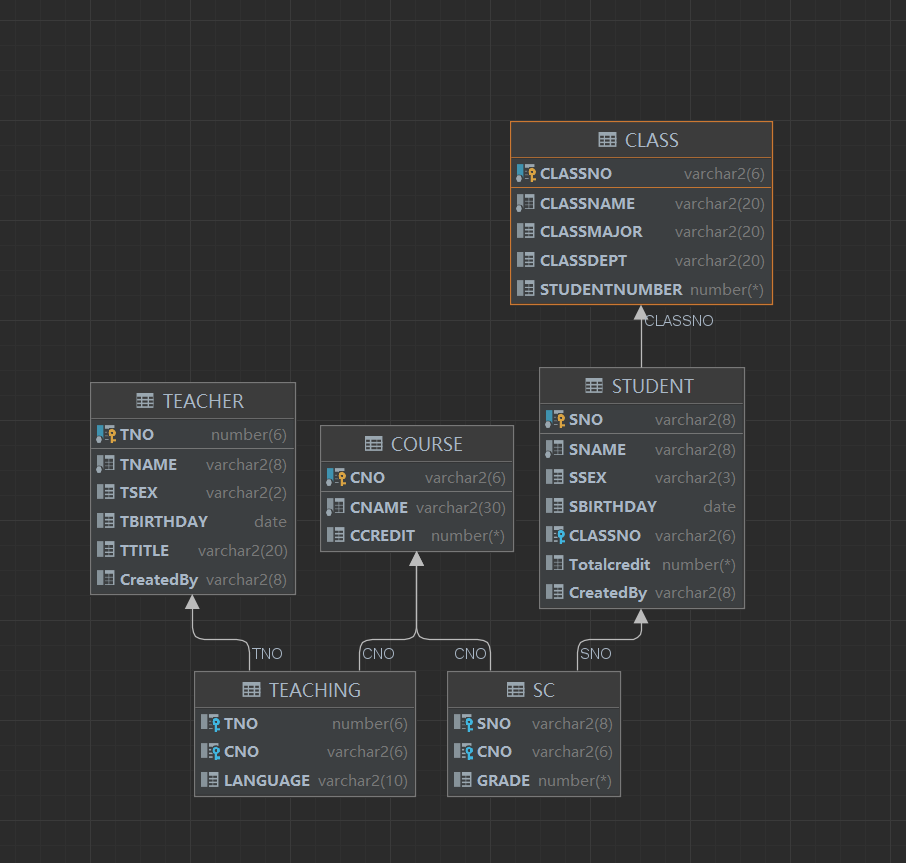 CLASS
CLASSNO varchar2(6)
CLASSNAME varchar2(20)
CLASSMAJOR varchar2(20)
CLASSDEPT varchar2(20)
STUDENTNUMBER number(*)
CLASSNO
TEACHER
TNO number(6)
TNAME varchar2(8)
TSEX varchar2(2)
TBIRTHDAY date
TTITLE varchar2(20)
CreatedBy varchar2(8)
COURSE
CNO varchar2(6)
CNAME varchar2(30)
CCREDIT number(*)
STUDENT
SNO varchar2(8)
SNAME varchar2(8)
SSEX varchar2(3)
SBIRTHDAY date
CLASSNO varchar2(6)
Totalcredit number(*)
CreatedBy varchar2(8)
TNO
CNO
CNO
SNO
TEACHING
TNO number(6)
CNO varchar2(6)
LANGUAGE varchar2(10)
SC
SNO varchar2(8)
CNO varchar2(6)
GRADE number(*)